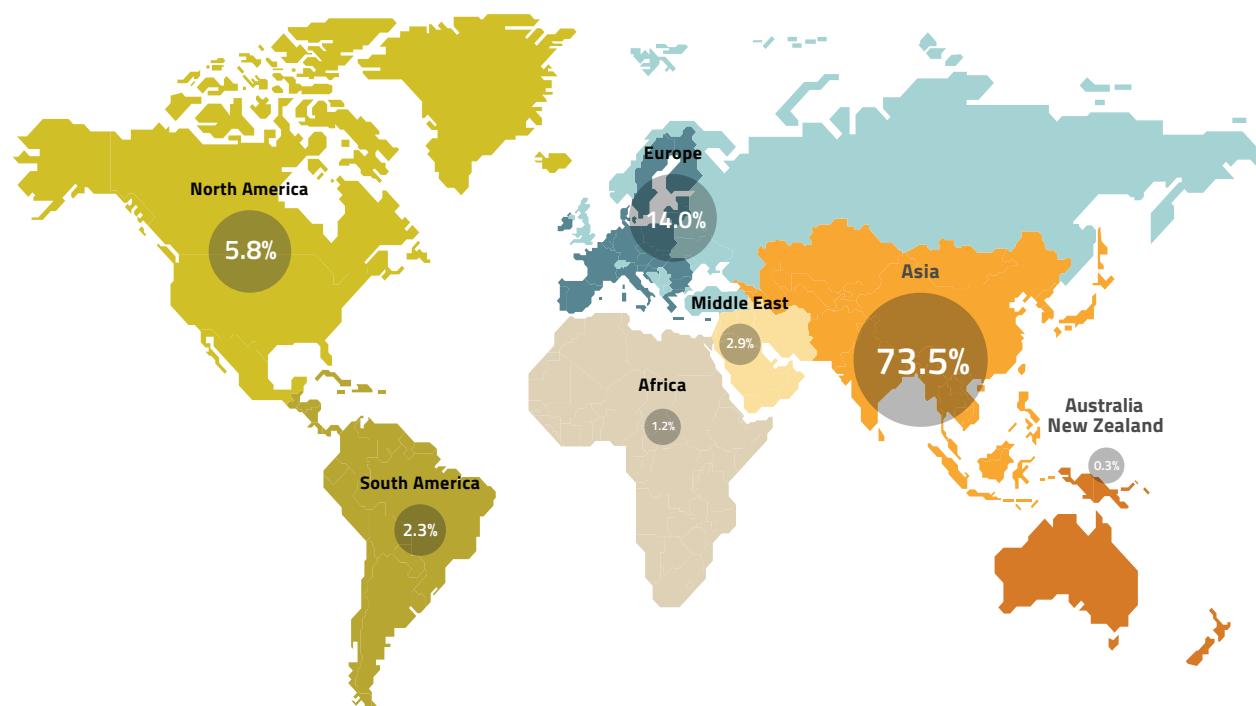 Europe
14.0%
North America
5.8%
Asia
73.5%
Middle East
2.9%
Africa
1.2%
Australia
New Zealand
0.3%
South America
2.3%